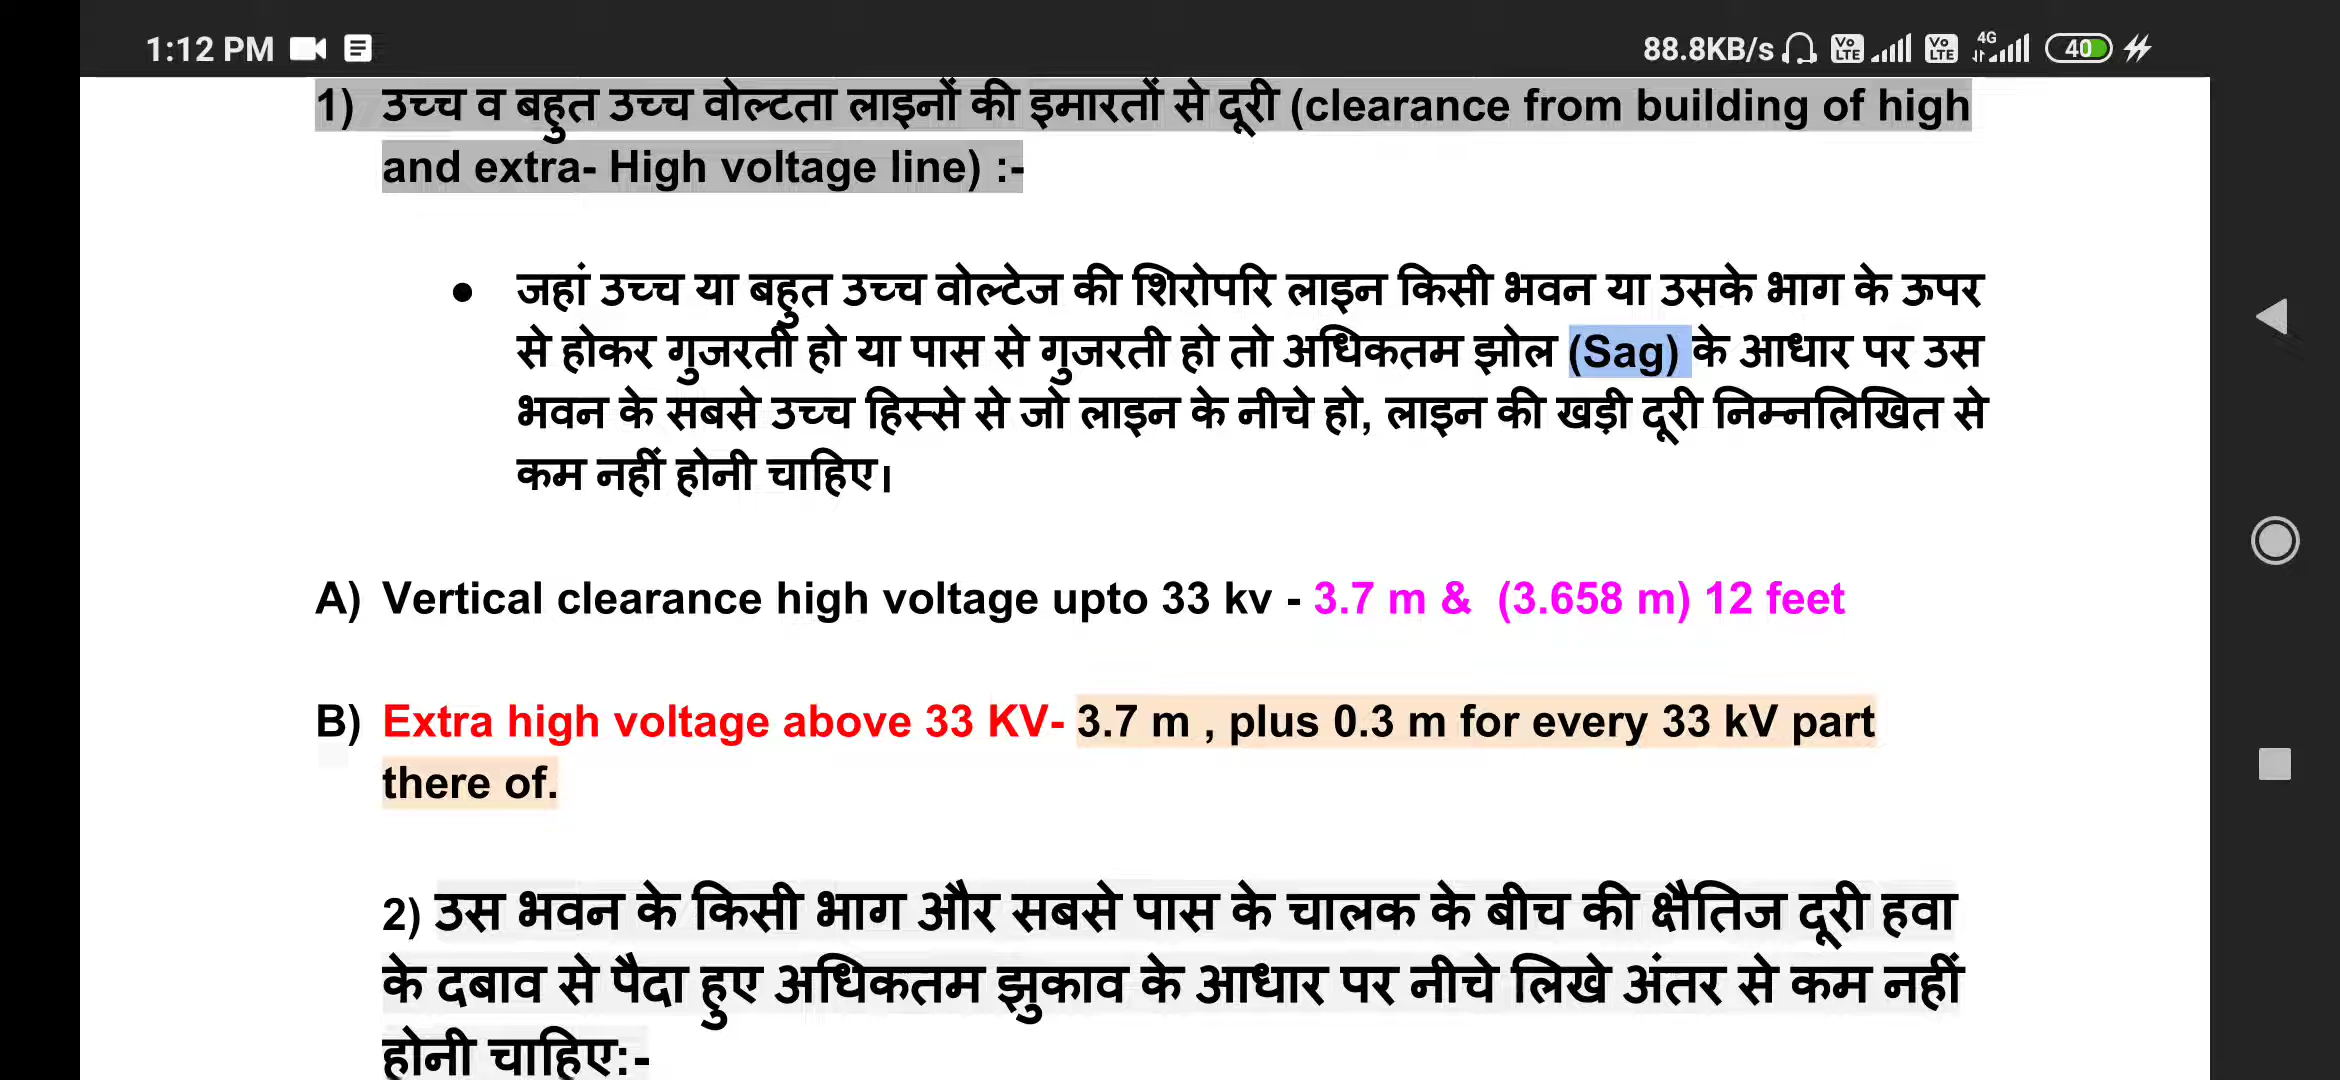 1:12 PM
88.8KB/s Vo LTE Vo LTE 4G 40
1) उच्च व बहुत उच्च वोल्टता लाइनों की इमारतों से दूरी (clearance from building of high
and extra- High voltage line) :-
• जहां उच्च या बहुत उच्च वोल्टेज की शिरोपरि लाइन किसी भवन या उसके भाग के ऊपर
से होकर गुजरती हो या पास से गुजरती हो तो अधिकतम झोल (Sag) के आधार पर उस
भवन के सबसे उच्च हिस्से से जो लाइन के नीचे हो, लाइन की खड़ी दूरी निम्नलिखित से
कम नहीं होनी चाहिए।
A) Vertical clearance high voltage upto 33 kv - 3.7 m & (3.658 m) 12 feet
B) Extra high voltage above 33 KV- 3.7 m , plus 0.3 m for every 33 kV part
there of.
2) उस भवन के किसी भाग और सबसे पास के चालक के बीच की क्षैतिज दूरी हवा
के दबाव से पैदा हुए अधिकतम झुकाव के आधार पर नीचे लिखे अंतर से कम नहीं
होनी चाहिए:-